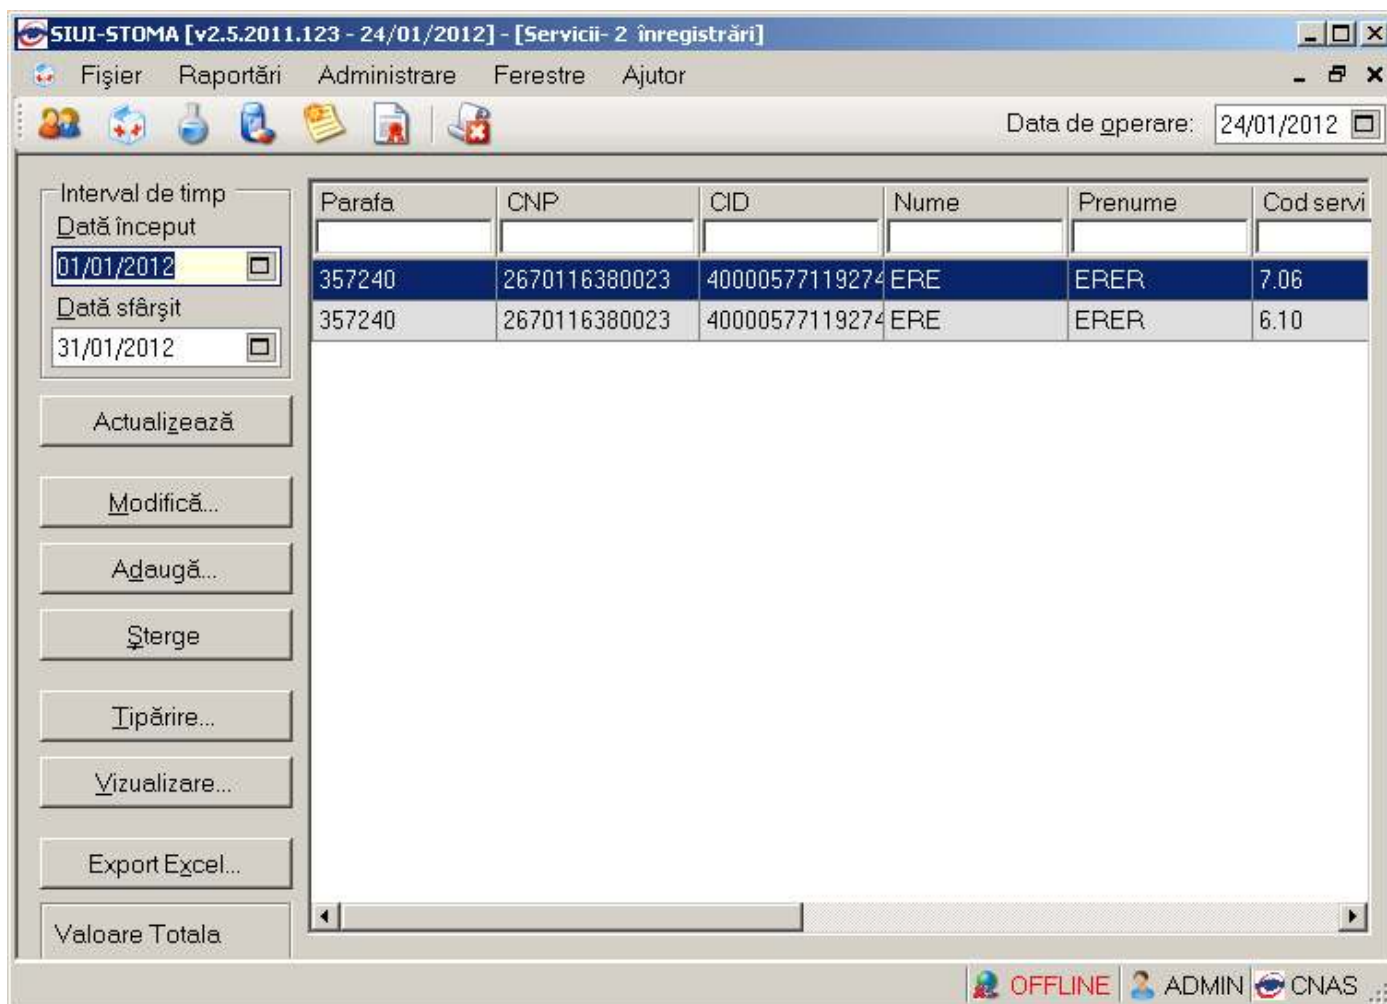 SIUI-STOMA [v2.5.2011.123 - 24/01/2012] - [Servicii- 2 înregistrări]
Fişier Raportări Administrare Ferestre Ajutor
Data de operare: 24/01/2012
Interval de timp
Dată început
01/01/2012
Dată sfârşit
31/01/2012
Actualizează
Modifică...
Adaugă...
Şterge
Tipărire...
Vizualizare...
Export Excel...
Valoare Totala
Parafa CNP CID Nume Prenume Cod servi
357240 2670116380023 40000577119274 ERE ERER 7.06
357240 2670116380023 40000577119274 ERE ERER 6.10
OFFLINE ADMIN CNAS